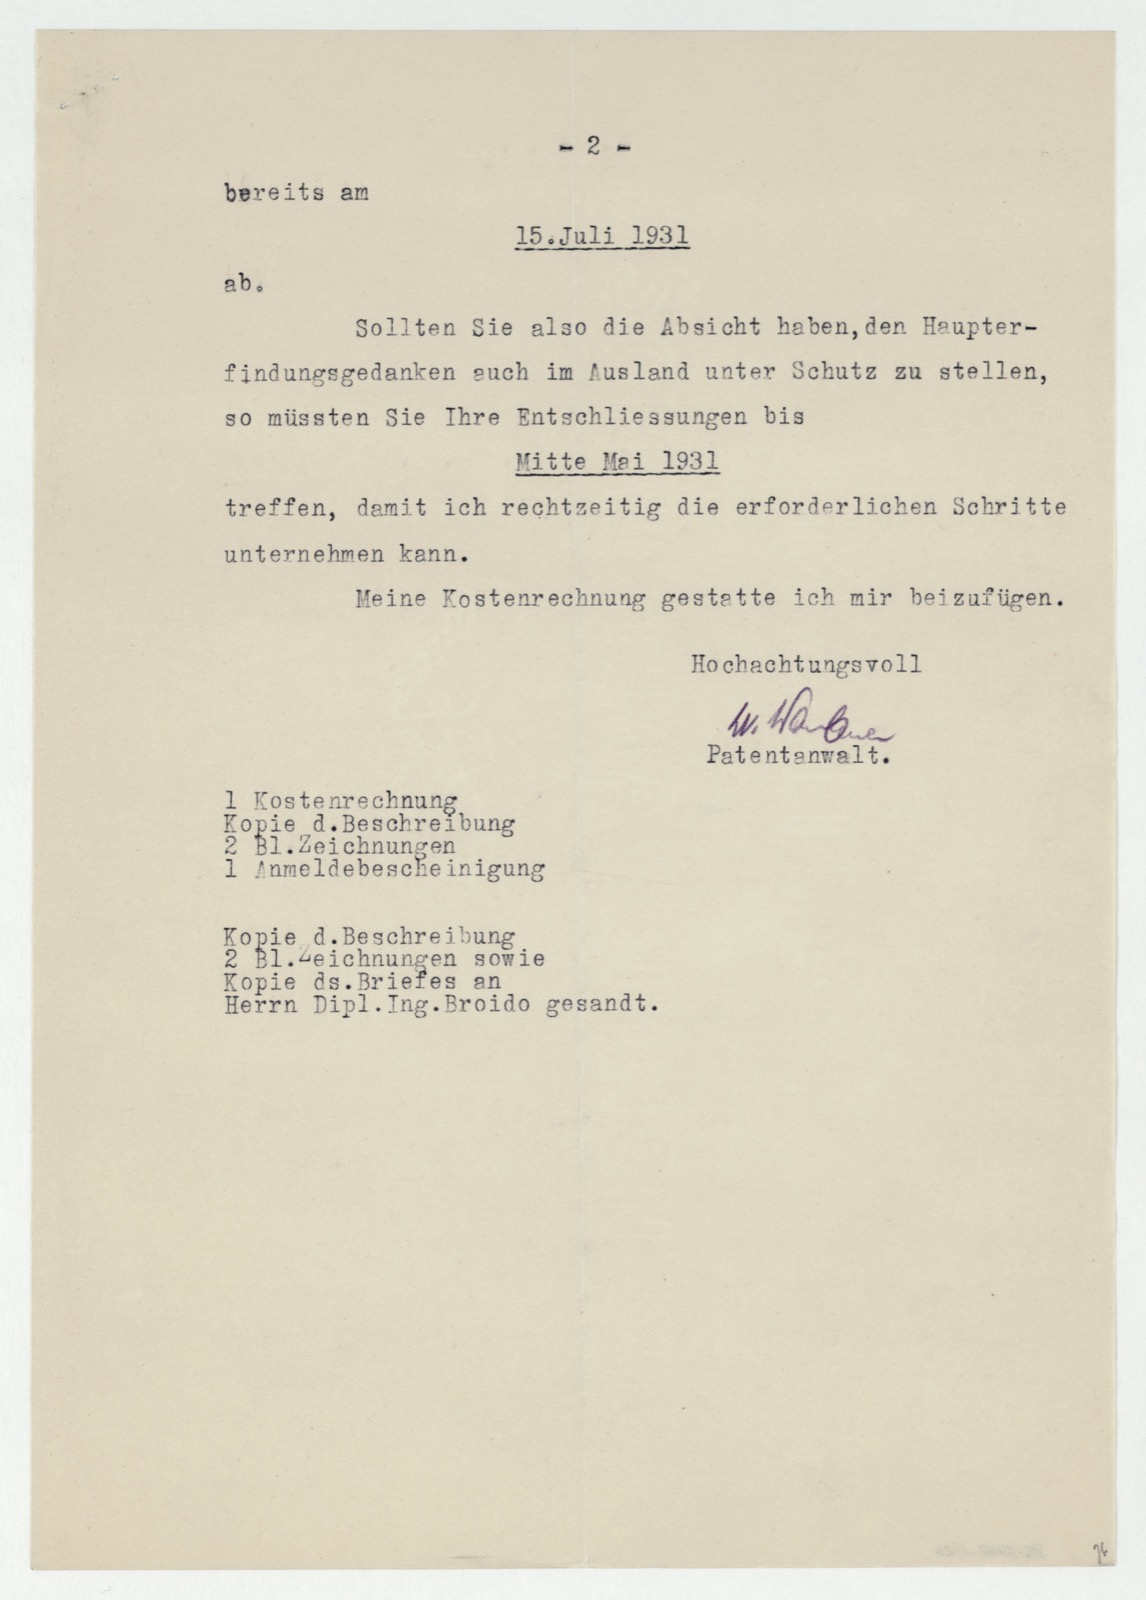 - 2 -
bereits am
15.Juli 1931
ab.
Sollten Sie also die Absicht haben,den Haupter-
findungsgedanken auch im Ausland unter Schutz zu stellen,
so müssten Sie Ihre Entschliessungen bis
Mitte Mai 1931
treffen, damit ich rechtzeitig die erforderlichen Schritte
unternehmen kann.
Meine Kostenrechnung gestatte ich mir beizufügen.
Hochachtungsvoll
W.
Patentanwalt.
1 Kostenrechnung
Kopie d.Beschreibung
2 Bl.Zeichnungen
1 Anmeldebescheinigung
Kopie d.Beschreibung
2 Bl.Zeichnungen sowie
Kopie ds.Briefes an
Herrn Dipl.Ing.Broido gesandt.